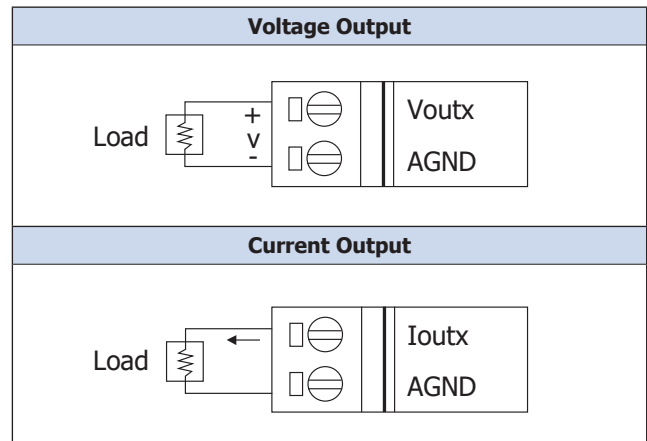 Voltage Output
Load
+
v
-
Voutx
AGND
Current Output
Load
Ioutx
AGND